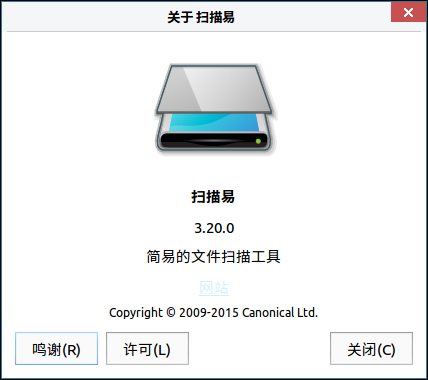 关于 扫描易
扫描易
3.20.0
简易的文件扫描工具
网站
Copyright © 2009-2015 Canonical Ltd.
鸣谢(R) 许可(L) 关闭(C)